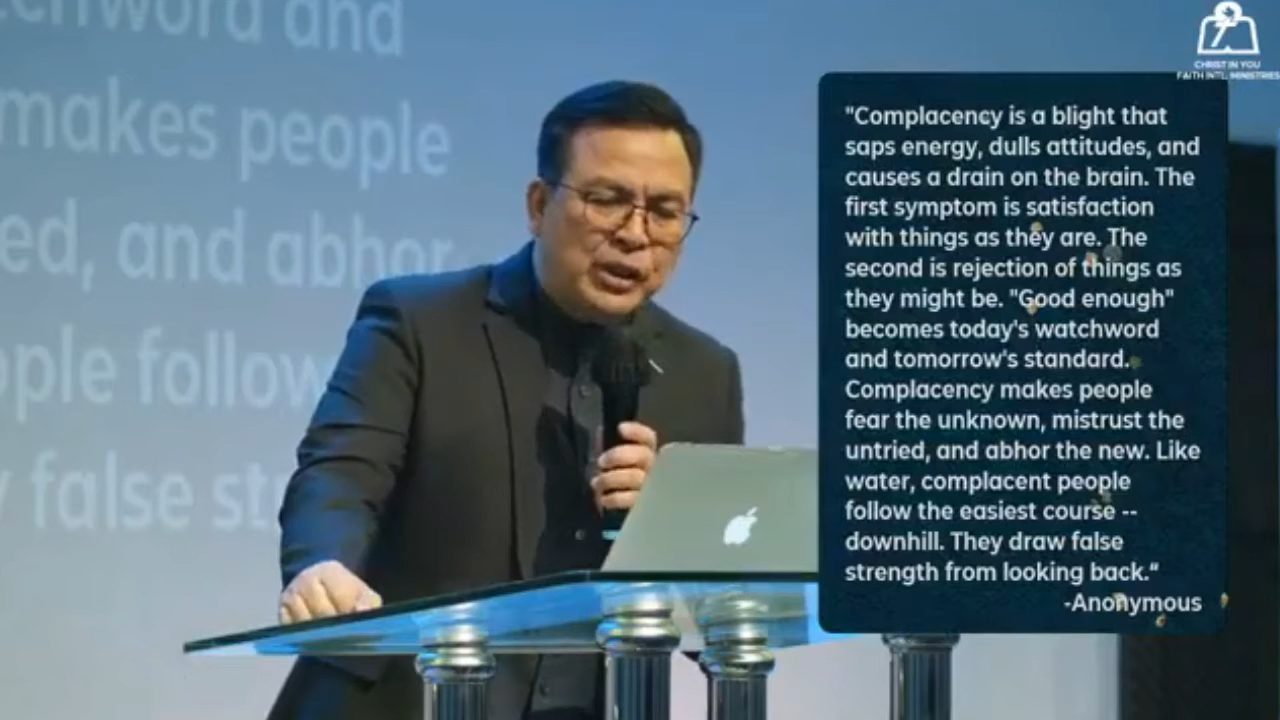 chword and
makes people
ed, and abhor
ople follow
y false str
CHRIST IN YOU
FAITH INTL. MINISTRIES
"Complacency is a blight that
saps energy, dulls attitudes, and
causes a drain on the brain. The
first symptom is satisfaction
with things as they are. The
second is rejection of things as
they might be. "Good enough"
becomes today's watchword
and tomorrow's standard.
Complacency makes people
fear the unknown, mistrust the
untried, and abhor the new. Like
water, complacent people
follow the easiest course --
downhill. They draw false
strength from looking back.“
-Anonymous